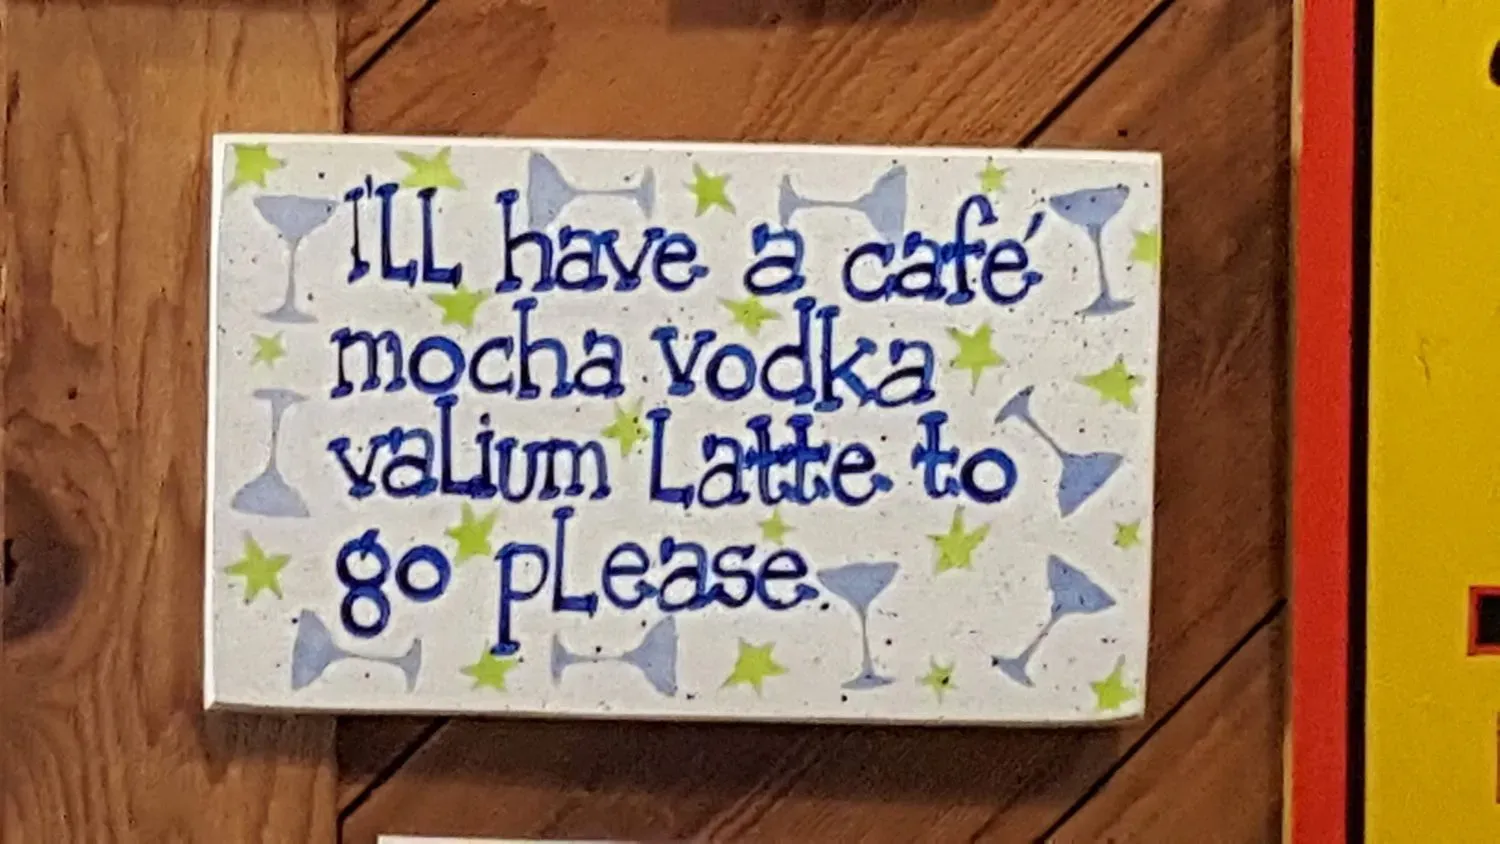 I'LL have a café
mocha vodka
valium Latte to
go please.